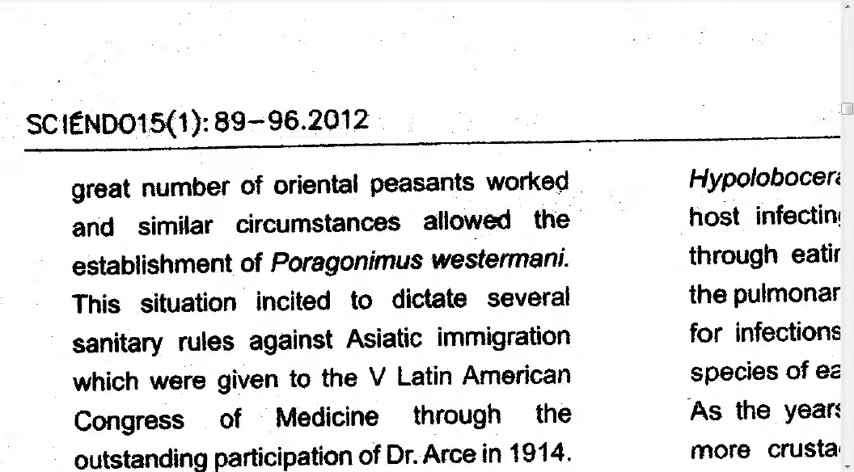 SCIÉNDO15(1): 89-96.2012
great number of oriental peasants worked
and similar circumstances allowed the
establishment of Poragonimus westermani.
This situation incited to dictate several
sanitary rules against Asiatic immigration
which were given to the V Latin American
Congress of Medicine through the
outstanding participation of Dr. Arce in 1914.
host
through
the
for infections
species of
As the
more